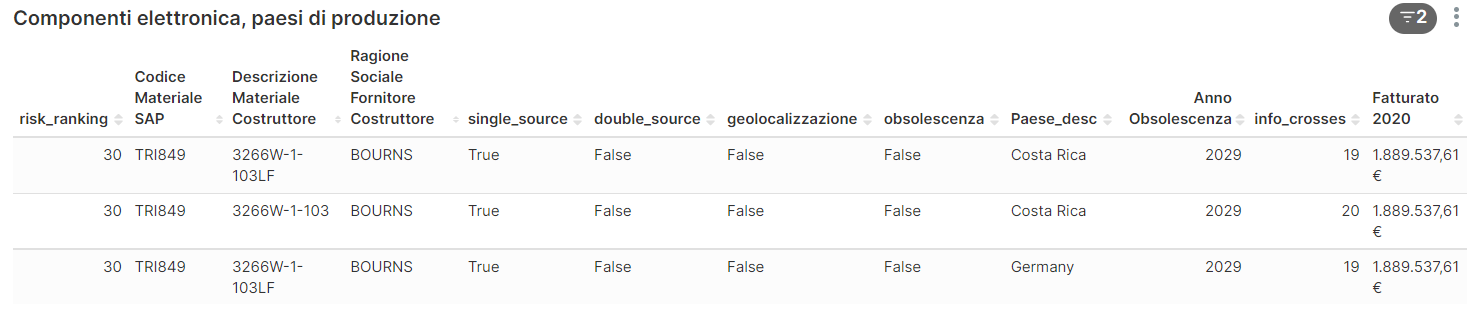 Componenti elettronica, paesi di produzione
2
risk_ranking Codice Materiale SAP Descrizione Materiale Costruttore Ragione Sociale Fornitore Costruttore single_source double_source geolocalizzazione obsolescenza Paese_desc Anno Obsolescenza info_crosses Fatturato 2020
30 TRI849 3266W-1-103LF BOURNS True False False False Costa Rica 2029 19 1.889.537,61 €
30 TRI849 3266W-1-103 BOURNS True False False False Costa Rica 2029 20 1.889.537,61 €
30 TRI849 3266W-1-103LF BOURNS True False False False Germany 2029 19 1.889.537,61 €